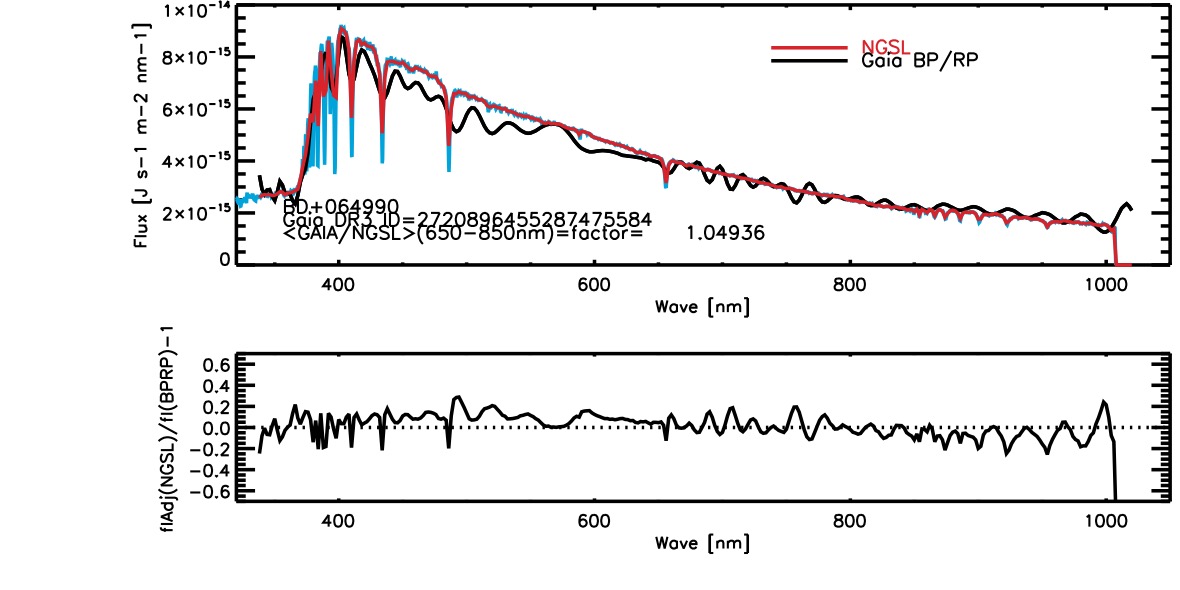 1×10−14
8×10−15
6×10−15
4×10−15
2×10−15
0
Flux [J s−1 m−2 nm−1]
NGSL
Gaia BP/RP
BD+064990
Gaia DR3 ID=2720896455287475584
<GAIA/NGSL>(650−850nm)=factor= 1.04936
400 600 800 1000
Wave [nm]
flAdj(NGSL)/fl(BPRP)−1
0.6
0.4
0.2
0.0
−0.2
−0.4
−0.6
400 600 800 1000
Wave [nm]